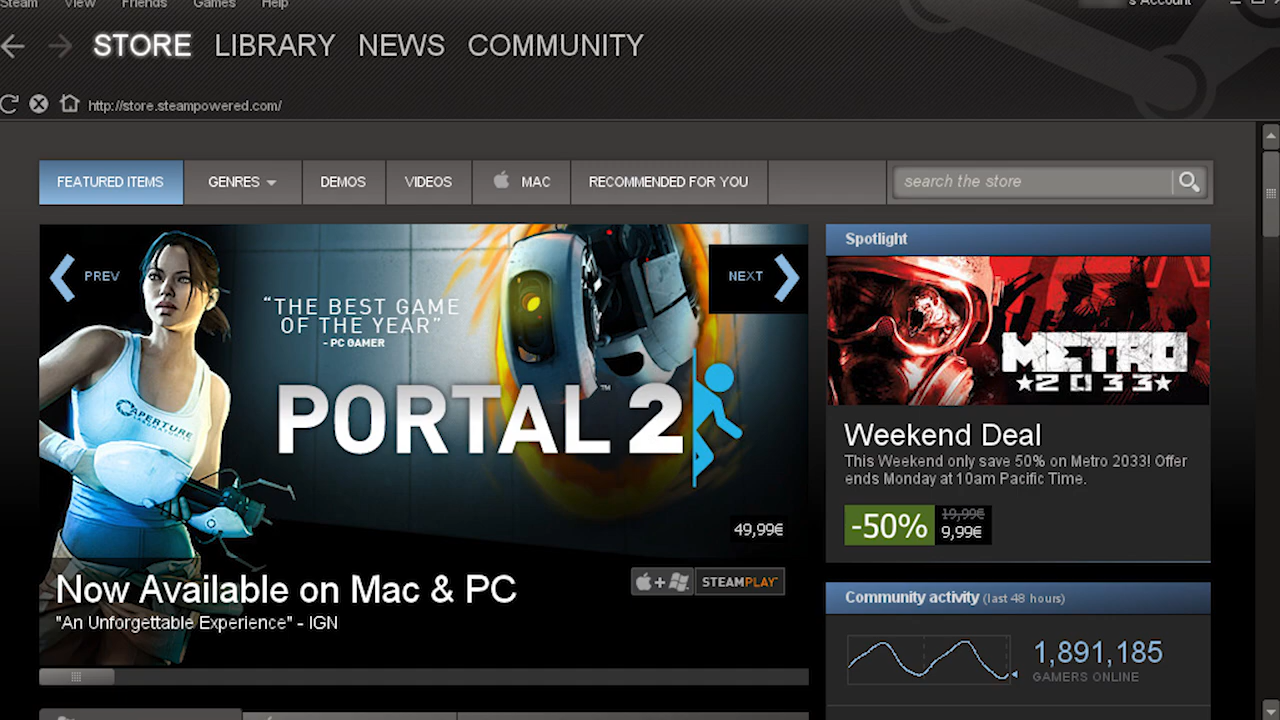 Steam View Friends Games Help
's Account
STORE LIBRARY NEWS COMMUNITY
http://store.steampowered.com/
FEATURED ITEMS GENRES DEMOS VIDEOS MAC RECOMMENDED FOR YOU
search the store
PREV
NEXT
“THE BEST GAME
OF THE YEAR”
- PC GAMER
PORTAL 2™
APERTURE
LABORATORIES
49,99€
Now Available on Mac & PC
"An Unforgettable Experience" - IGN
+ STEAMPLAY™
Spotlight
METRO
2033
Weekend Deal
This Weekend only save 50% on Metro 2033! Offer
ends Monday at 10am Pacific Time.
-50%
19,99€
9,99€
Community activity (last 48 hours)
1,891,185
GAMERS ONLINE